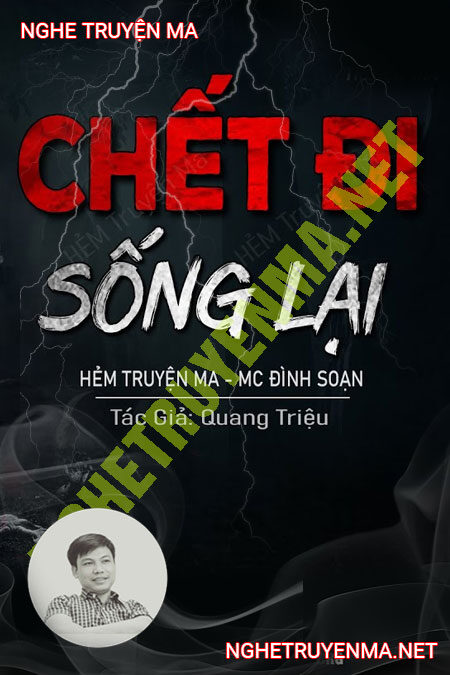 NGHE TRUYỆN MA
CHẾT ĐI
SỐNG LẠI
HẺM TRUYỆN MA - MC ĐÌNH SOẠN
Tác Giả: Quang Triệu
NGHETRUYENMA.NET
NGHETRUYENMA.NET